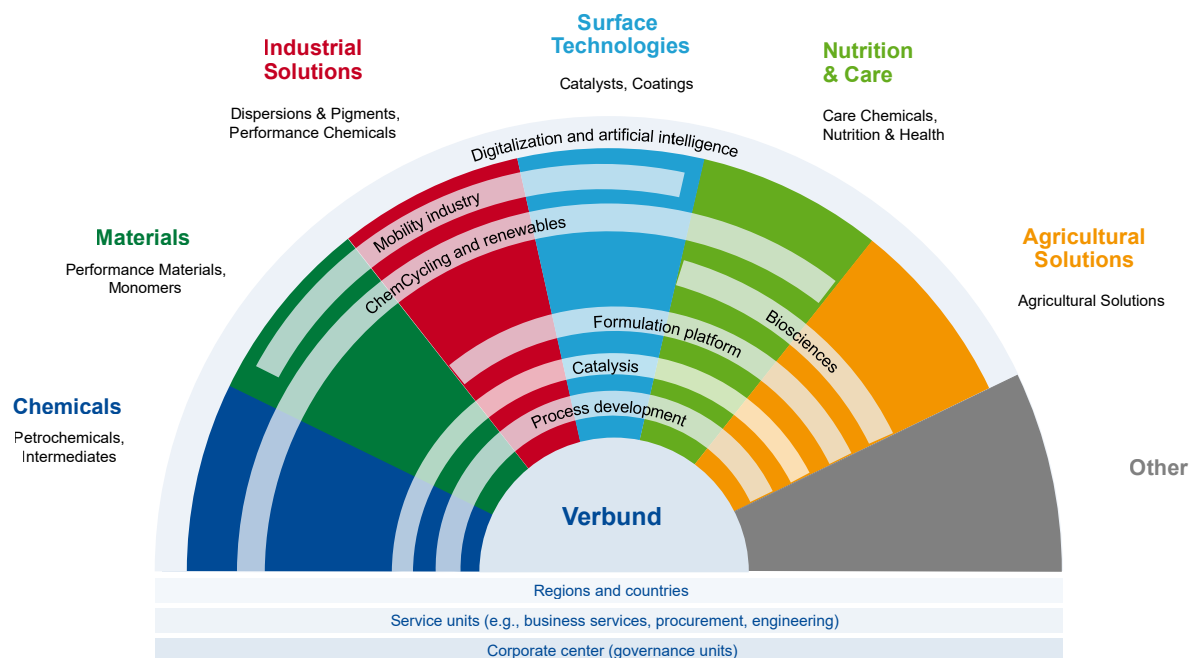 Surface
Technologies
Catalysts, Coatings
Industrial
Solutions
Dispersions & Pigments,
Performance Chemicals
Nutrition
& Care
Care Chemicals,
Nutrition & Health
Materials
Performance Materials,
Monomers
Agricultural
Solutions
Agricultural Solutions
Chemicals
Petrochemicals,
Intermediates
Other
Digitalization and artificial intelligence
Mobility industry
ChemCycling and renewables
Biosciences
Formulation platform
Catalysis
Process development
Verbund
Regions and countries
Service units (e.g., business services, procurement, engineering)
Corporate center (governance units)